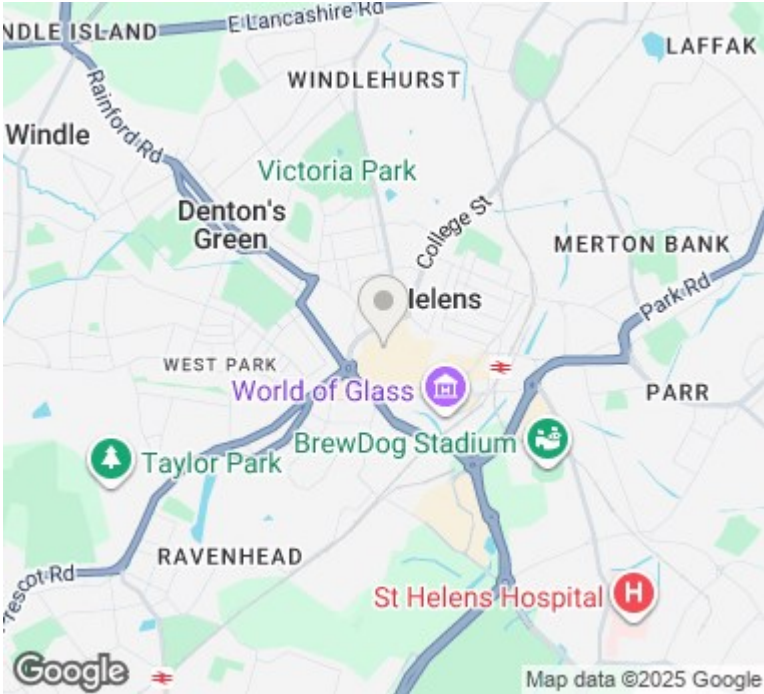 E Lancashire Rd
NDLE ISLAND
LAFFAK
WINDLEHURST
Rainford Rd
Windle
Victoria Park
Denton's
Green
College St
MERTON BANK
Helens
Park Rd
WEST PARK
World of Glass
PARR
BrewDog Stadium
Taylor Park
RAVENHEAD
Prescot Rd
St Helens Hospital
H
Google
Map data ©2025 Google